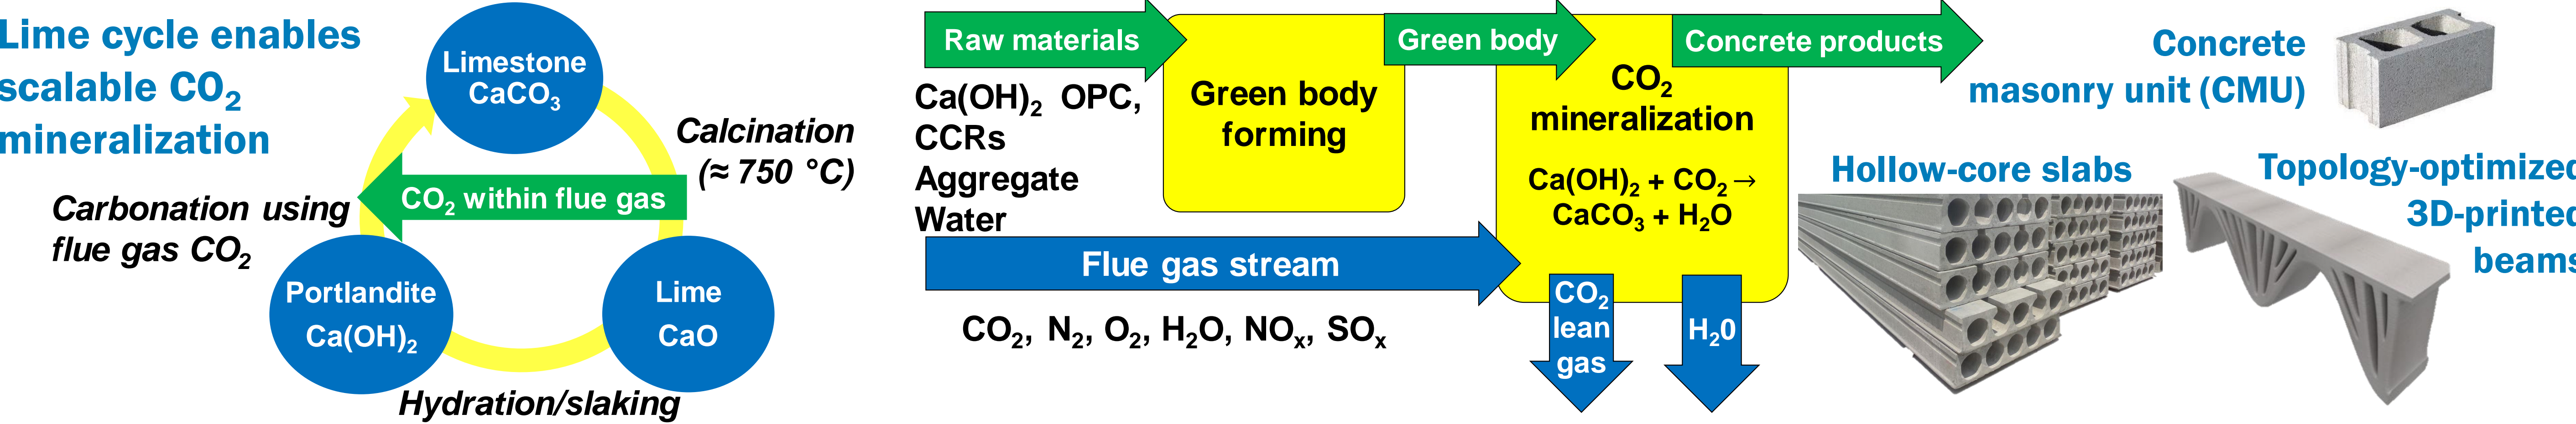 Lime cycle enables
scalable CO₂
mineralization
Limestone
CaCO₃
Calcination
(≈ 750 °C)
CO₂ within flue gas
Carbonation using
flue gas CO₂
Portlandite
Ca(OH)₂
Lime
CaO
Hydration/slaking
Raw materials
Ca(OH)₂ OPC,
CCRs
Aggregate
Water
Green body
forming
Green body
CO₂
mineralization
Ca(OH)₂ + CO₂→
CaCO₃ + H₂O
Concrete products
Flue gas stream
CO₂, N₂, O₂, H₂O, NOₓ, SOₓ
CO₂
lean
gas
H₂0
Concrete
masonry unit (CMU)
Hollow-core slabs
Topology-optimized
3D-printed
beams